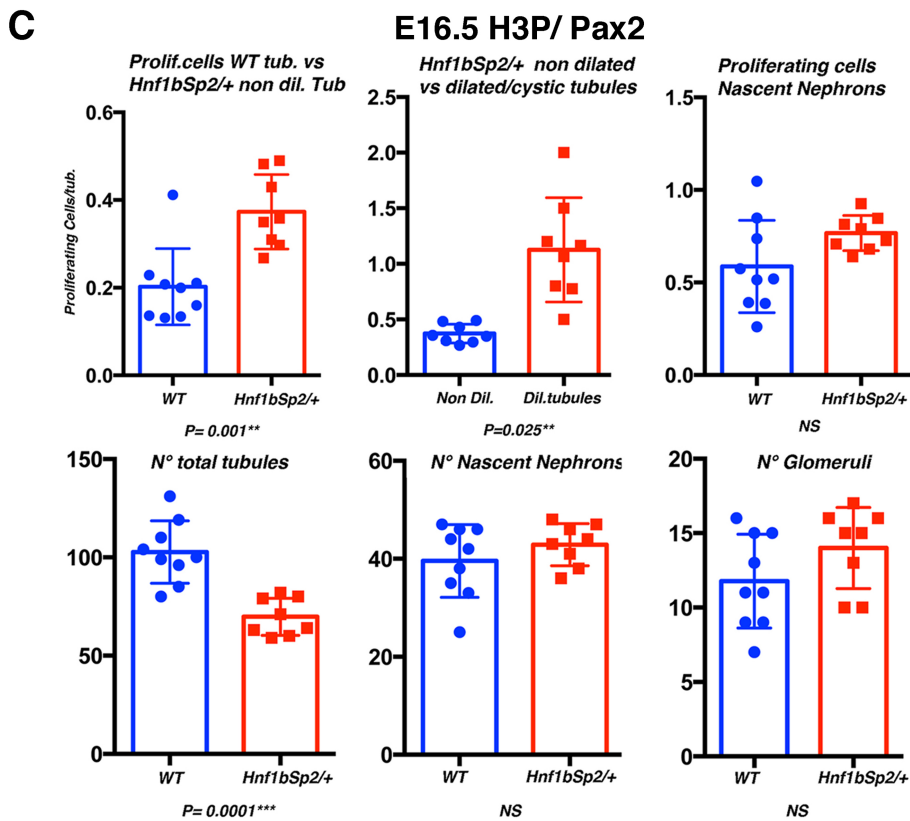 C
E16.5 H3P/ Pax2
Prolif.cells WT tub. vs
Hnf1bSp2/+ non dil. Tub
Proliferating Cells/tub.
0.6
0.4
0.2
0.0
WT
Hnf1bSp2/+
P= 0.001**
Hnf1bSp2/+ non dilated
vs dilated/cystic tubules
2.5
2.0
1.5
1.0
0.5
0.0
Non Dil.
Dil.tubules
P=0.025**
Proliferating cells
Nascent Nephrons
1.5
1.0
0.5
0.0
WT
Hnf1bSp2/+
NS
N° total tubules
150
100
50
0
WT
Hnf1bSp2/+
P= 0.0001***
N° Nascent Nephrons
60
40
20
0
WT
Hnf1bSp2/+
NS
N° Glomeruli
20
15
10
5
0
WT
Hnf1bSp2/+
NS